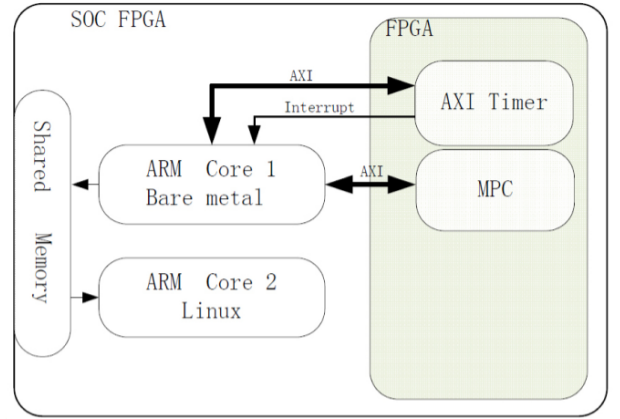 SOC FPGA
FPGA
AXI
AXI Timer
Interrupt
Shared Memory
ARM Core 1
Bare metal
AXI
MPC
ARM Core 2
Linux